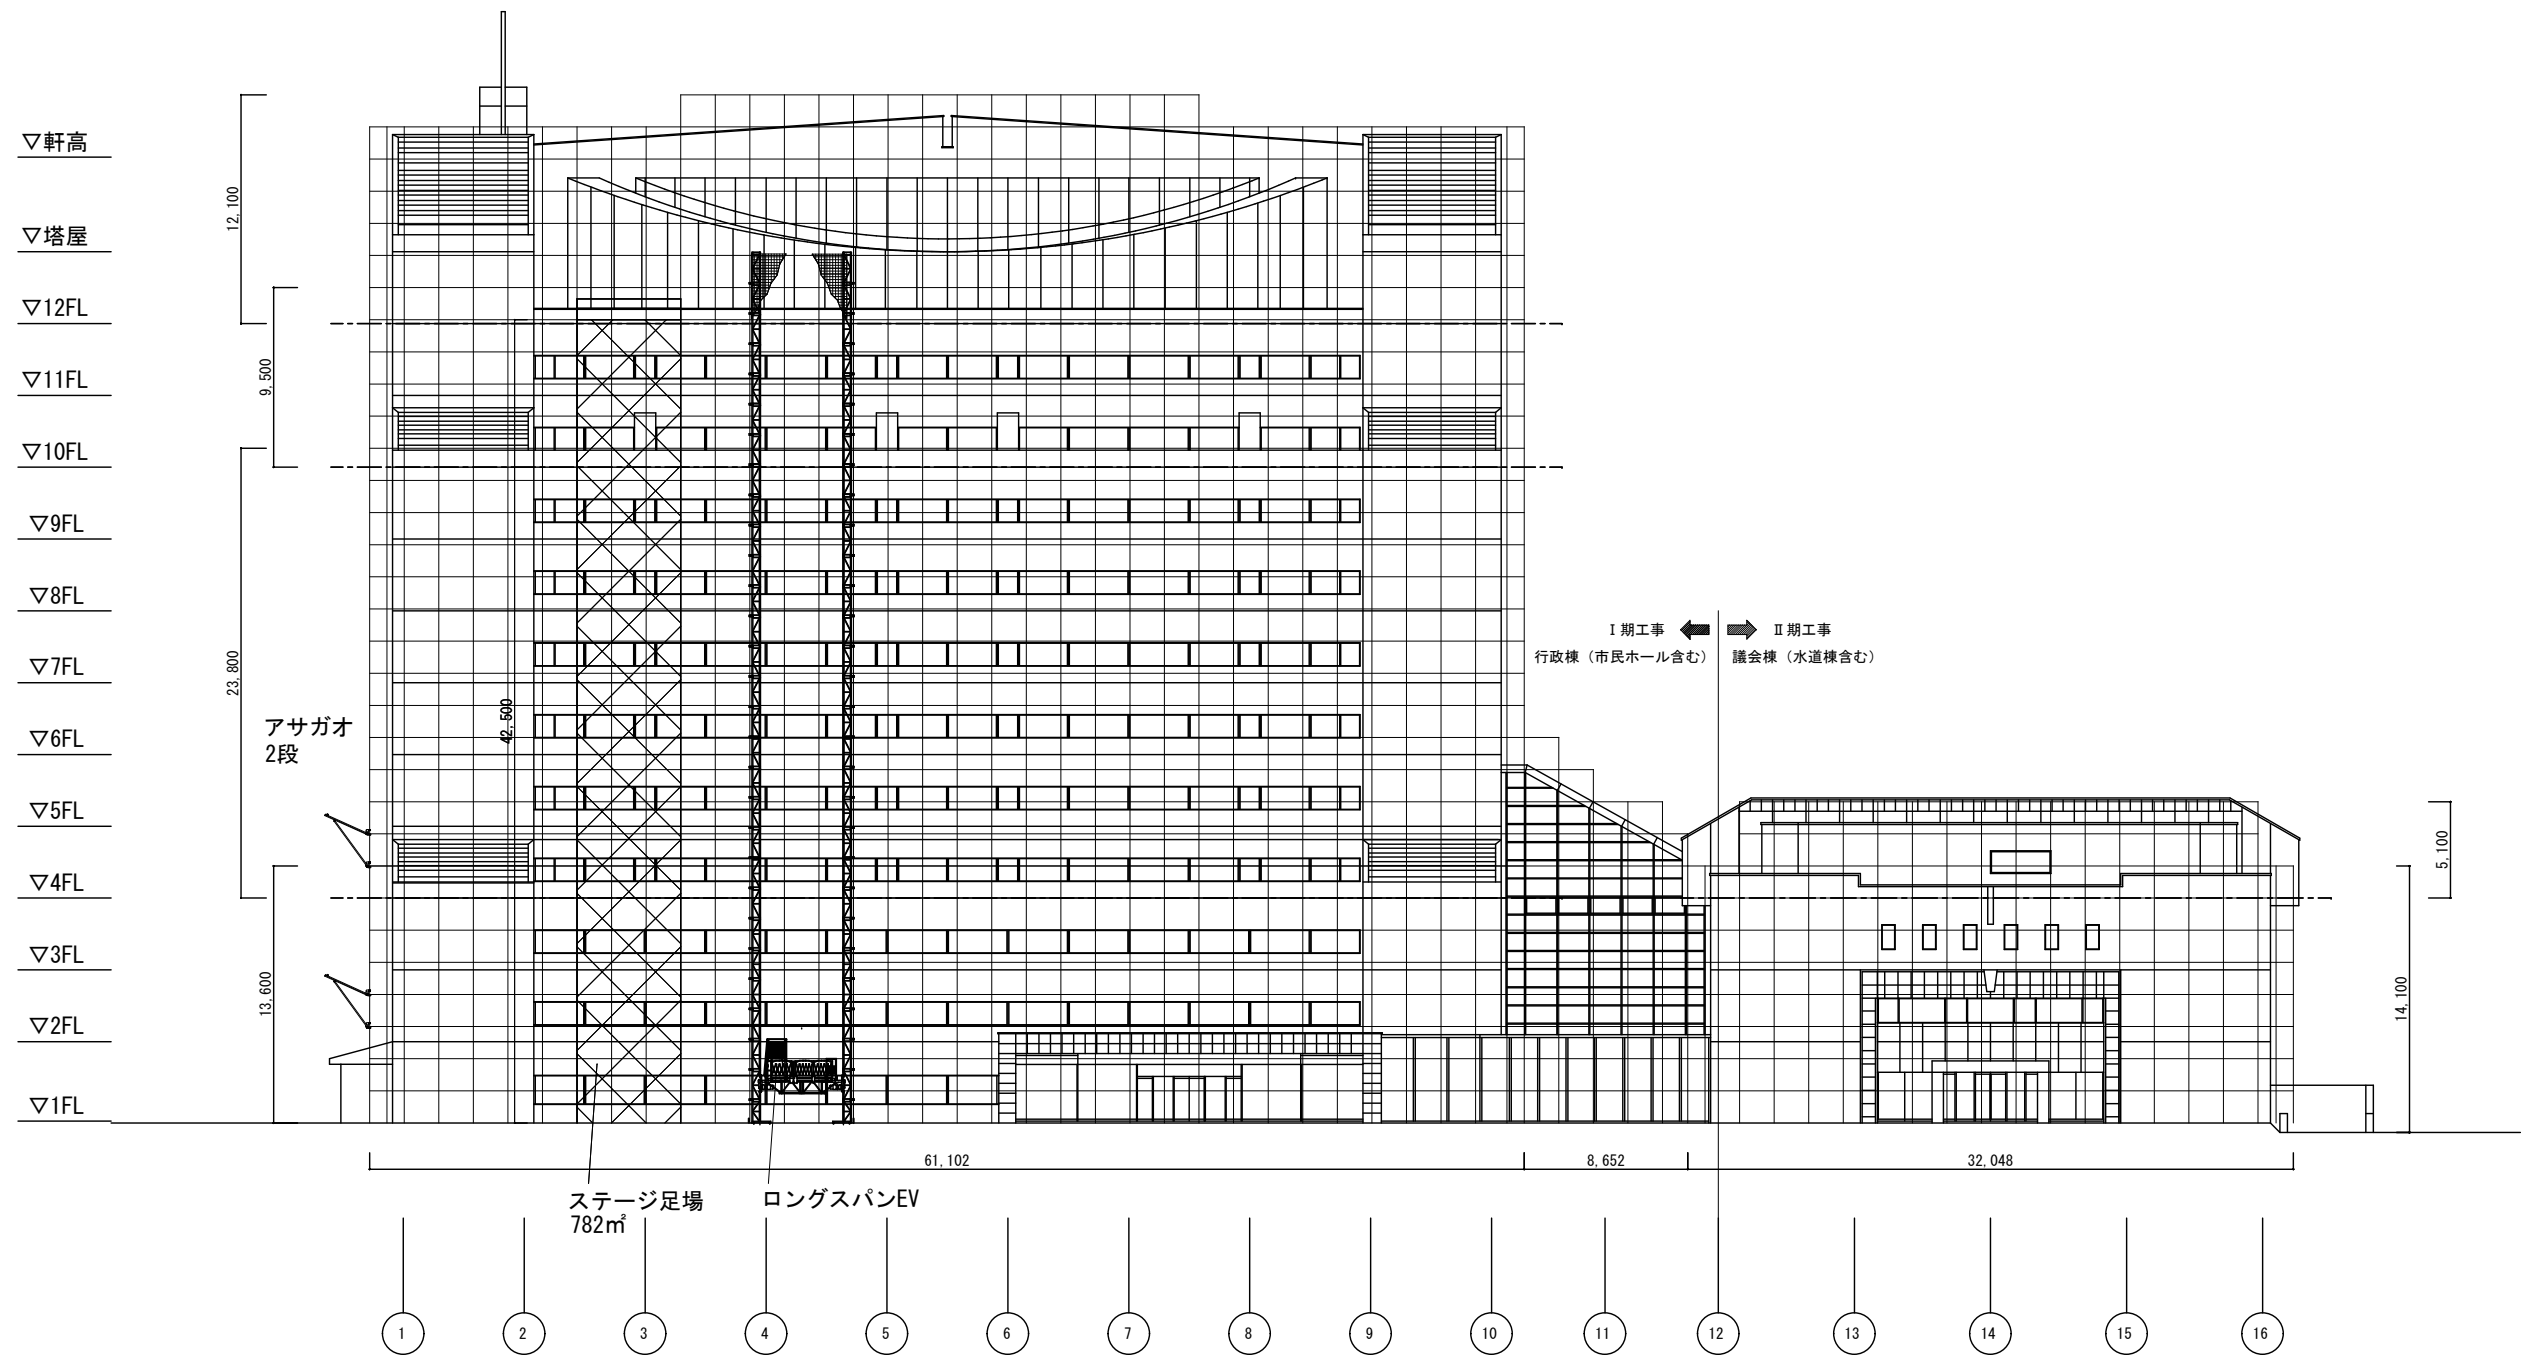 ▽軒高
▽塔屋
▽12FL
▽11FL
▽10FL
▽9FL
▽8FL
▽7FL
▽6FL
▽5FL
▽4FL
▽3FL
▽2FL
▽1FL
12,100
9,500
23,800
13,600
42,500
アサガオ
2段
Ⅰ期工事
Ⅱ期工事
行政棟（市民ホール含む）
議会棟（水道棟含む）
5,100
14,100
61,102
8,652
32,048
ステージ足場
782㎡
ロングスパンEV
1
2
3
4
5
6
7
8
9
10
11
12
13
14
15
16